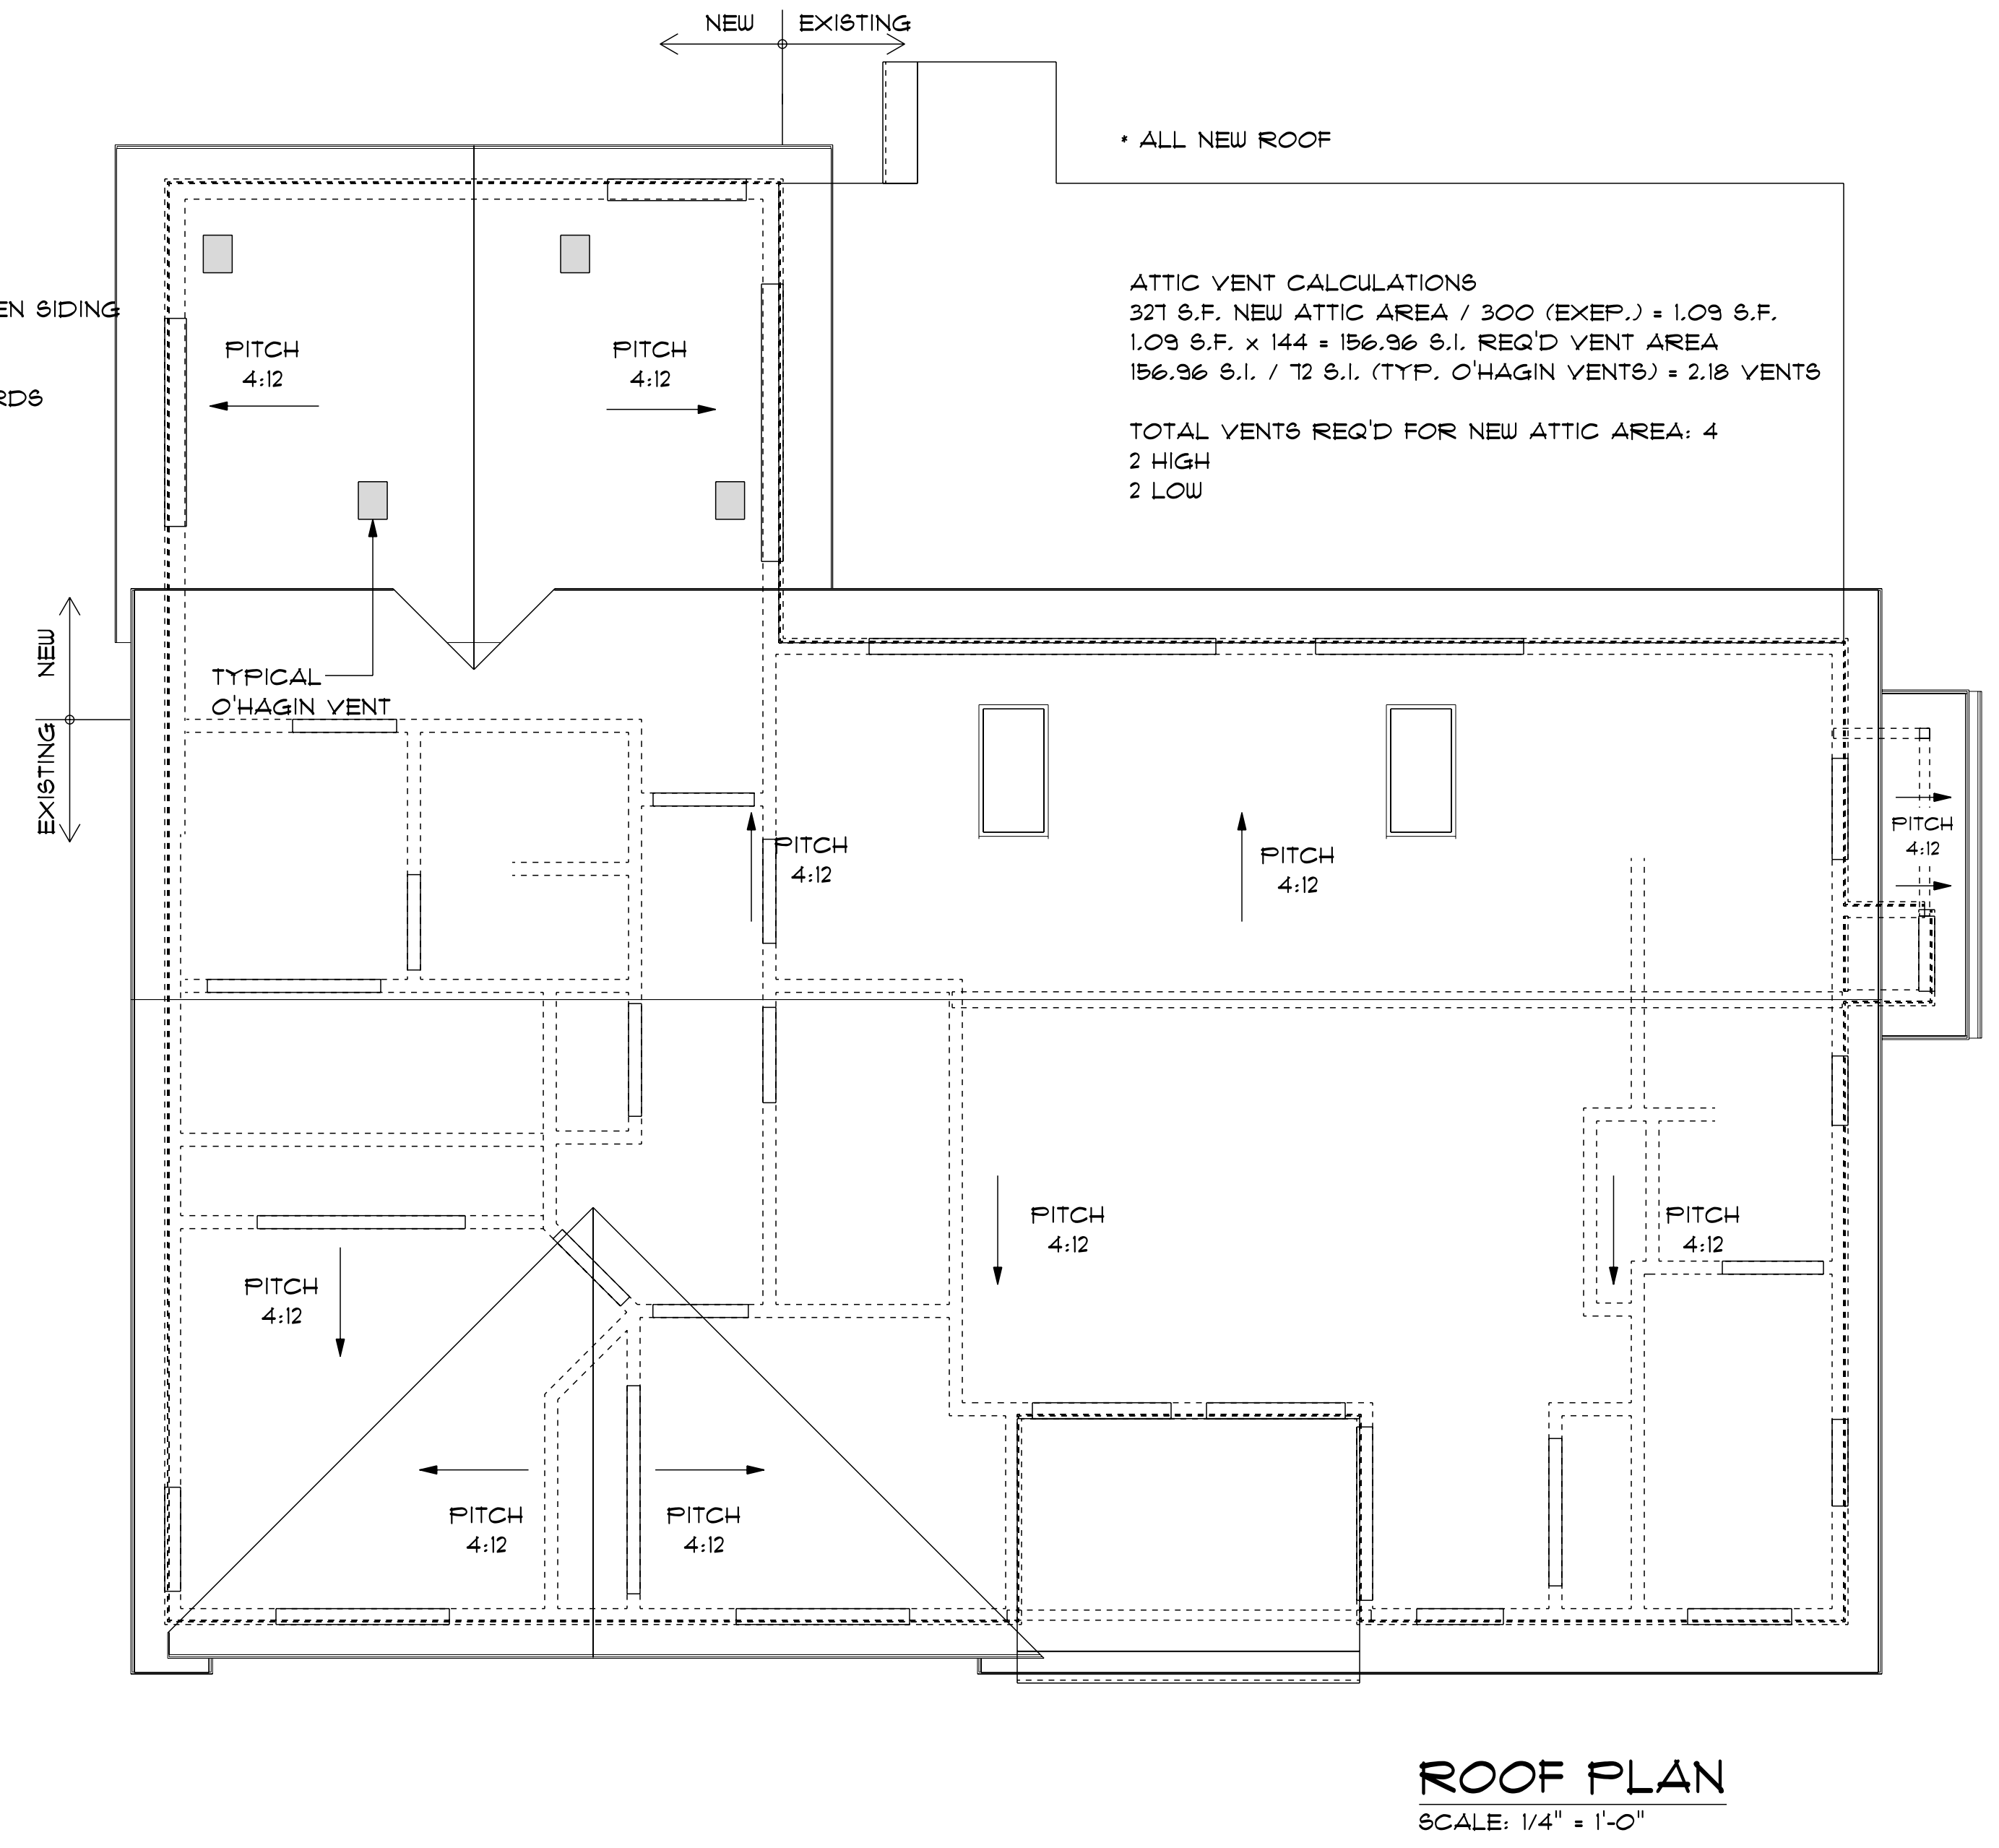 NEW EXISTING
* ALL NEW ROOF
ATTIC VENT CALCULATIONS
327 S.F. NEW ATTIC AREA / 300 (EXEP.) = 1.09 S.F.
1.09 S.F. x 144 = 156.96 S.I. REQ'D VENT AREA
156.96 S.I. / 72 S.I. (TYP. O'HAGIN VENTS) = 2.18 VENTS
TOTAL VENTS REQ'D FOR NEW ATTIC AREA: 4
2 HIGH
2 LOW
EN SIDING
RDS
PITCH
4:12
PITCH
4:12
NEW
EXISTING
TYPICAL
O'HAGIN VENT
PITCH
4:12
PITCH
4:12
PITCH
4:12
PITCH
4:12
PITCH
4:12
PITCH
4:12
PITCH
4:12
PITCH
4:12
ROOF PLAN
SCALE: 1/4" = 1'-0"